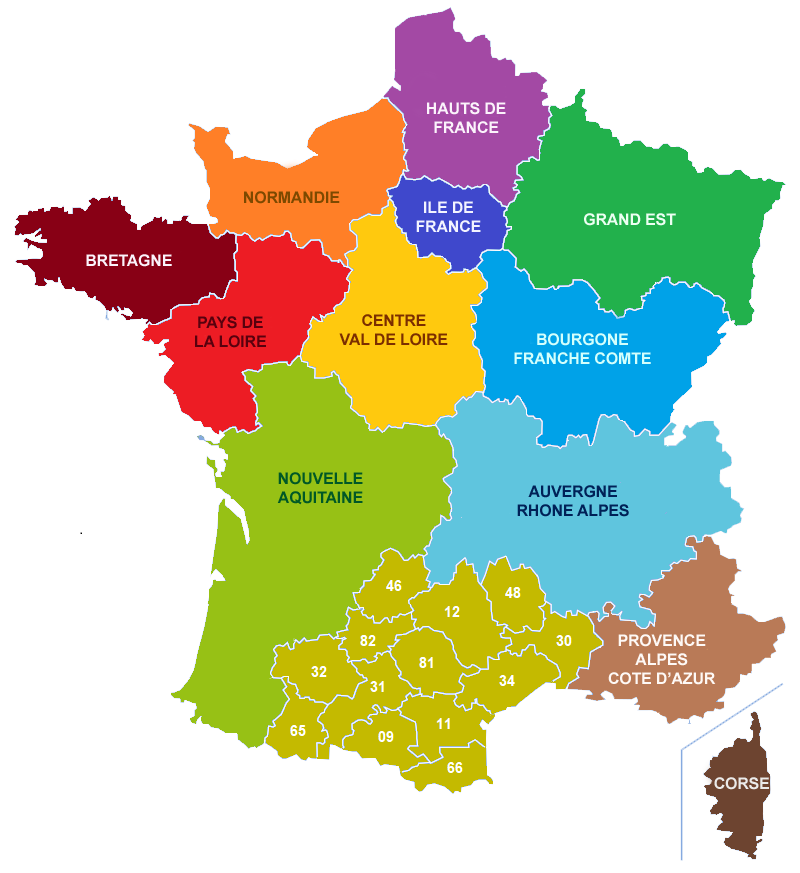 HAUTS DE
FRANCE
NORMANDIE
ILE DE
FRANCE
GRAND EST
BRETAGNE
PAYS DE
LA LOIRE
CENTRE
VAL DE LOIRE
BOURGONE
FRANCHE COMTE
NOUVELLE
AQUITAINE
AUVERGNE
RHONE ALPES
46
48
12
82
30
81
32
31
34
11
65
09
66
PROVENCE
ALPES
COTE D'AZUR
CORSE